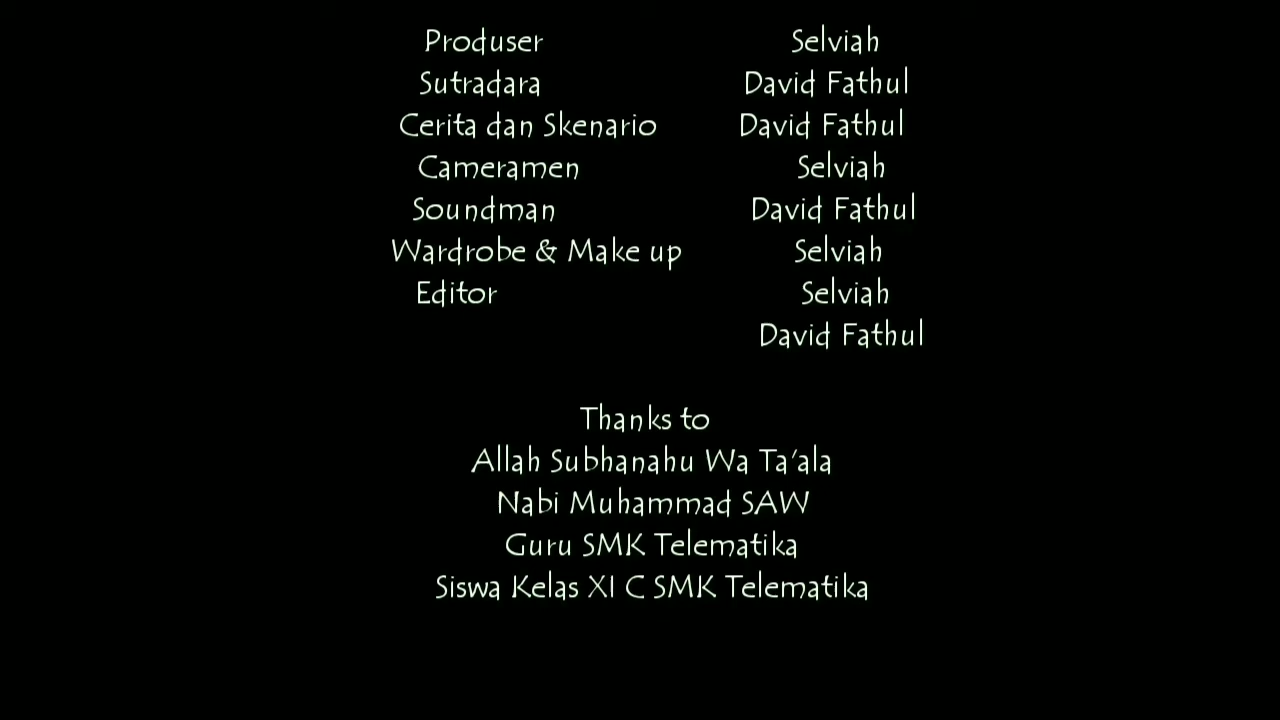 Produser Selviah
Sutradara David Fathul
Cerita dan Skenario David Fathul
Cameramen Selviah
Soundman David Fathul
Wardrobe & Make up Selviah
Editor Selviah
David Fathul
Thanks to
Allah Subhanahu Wa Ta'ala
Nabi Muhammad SAW
Guru SMK Telematika
Siswa Kelas XI C SMK Telematika